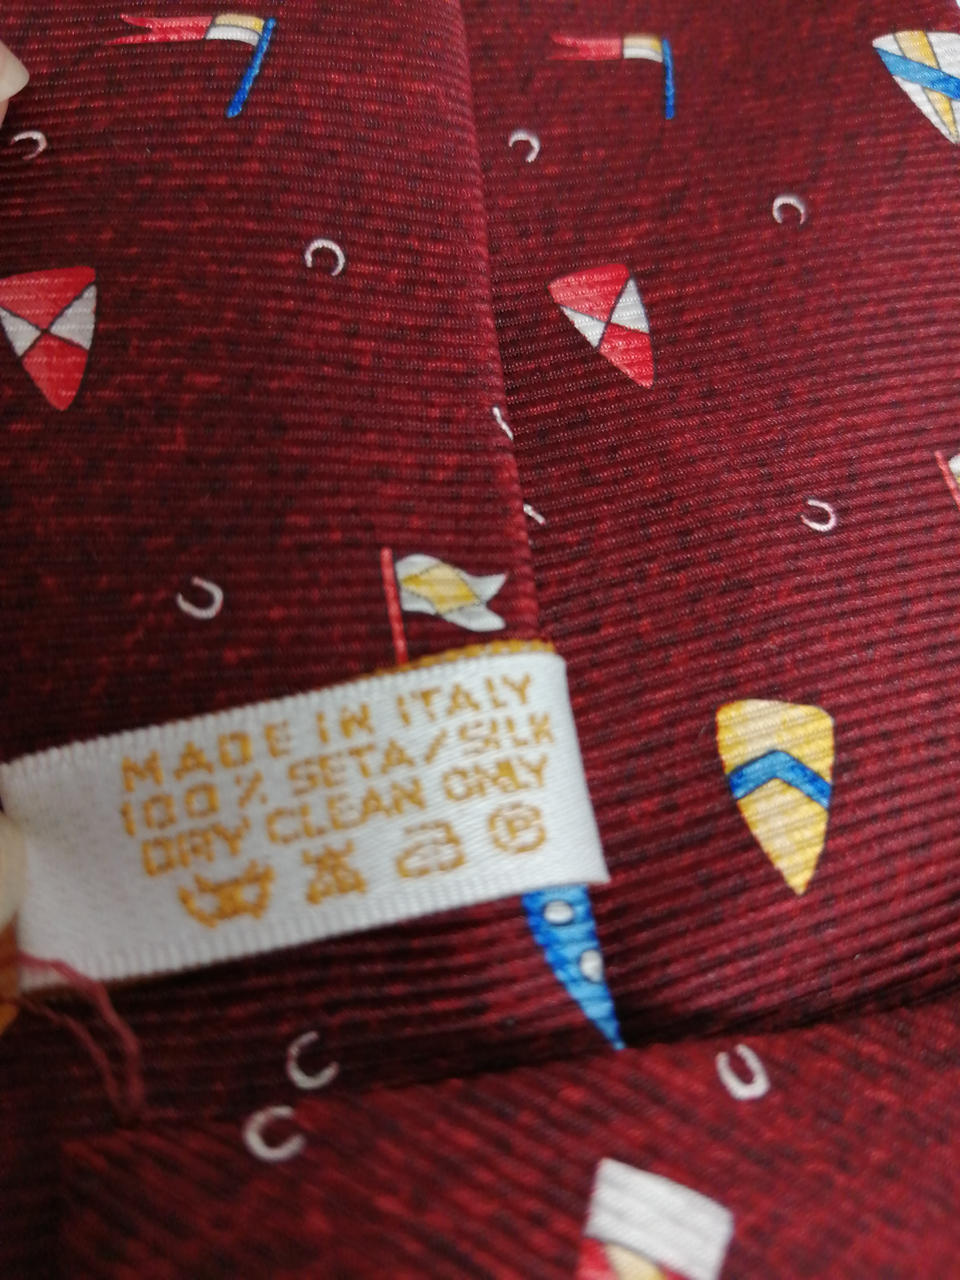 MADE IN ITALY
100% SETA/SILK
DRY CLEAN ONLY
P